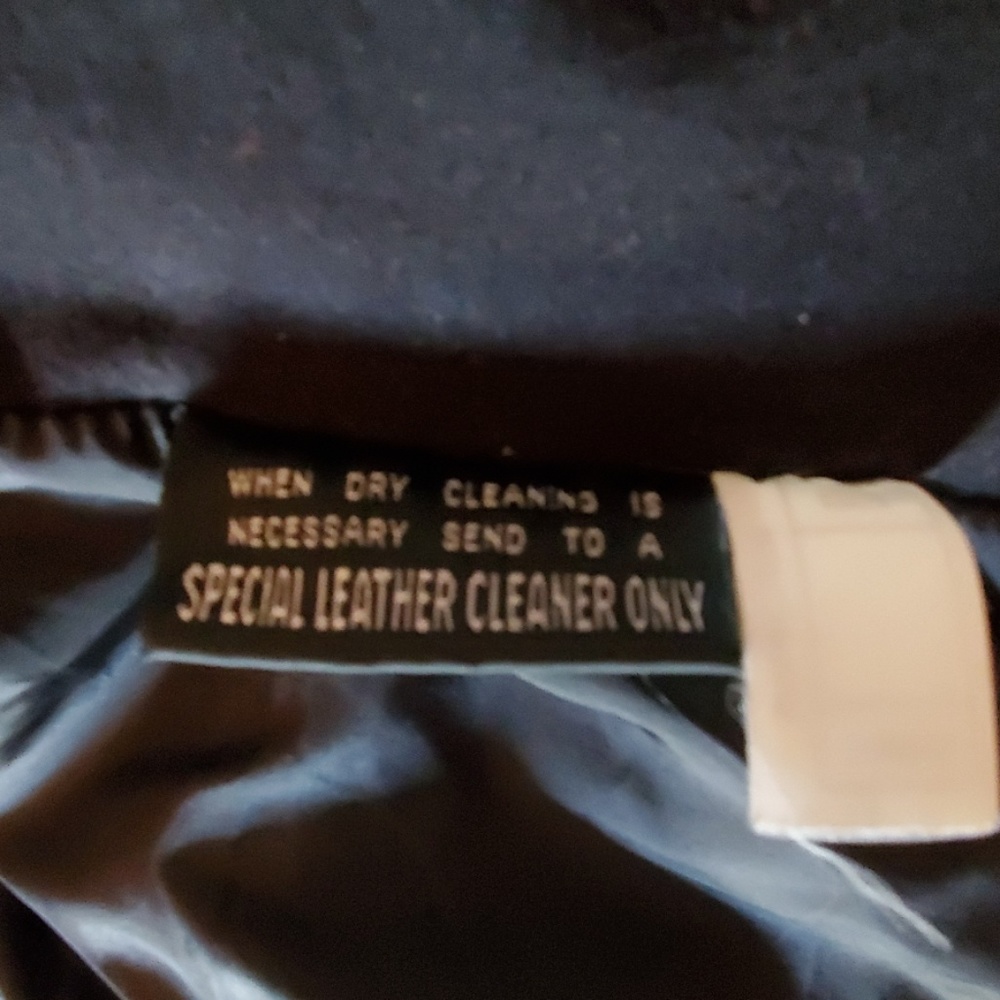 WHEN DRY CLEANING IS
NECESSARY SEND TO A
SPECIAL LEATHER CLEANER ONLY